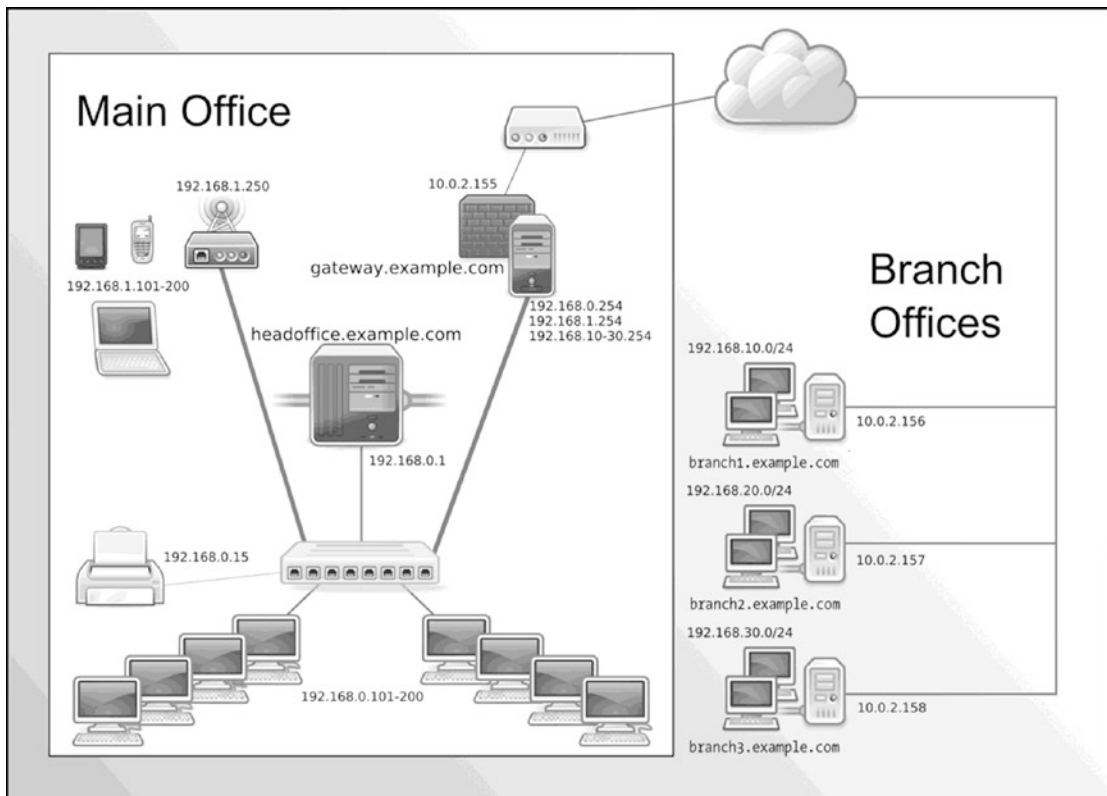 Main Office
192.168.1.250
10.0.2.155
gateway.example.com
192.168.1.101-200
192.168.0.254
192.168.1.254
192.168.10-30.254
headoffice.example.com
192.168.0.1
192.168.0.15
192.168.0.101-200
Branch
Offices
192.168.10.0/24
10.0.2.156
branch1.example.com
192.168.20.0/24
10.0.2.157
branch2.example.com
192.168.30.0/24
10.0.2.158
branch3.example.com